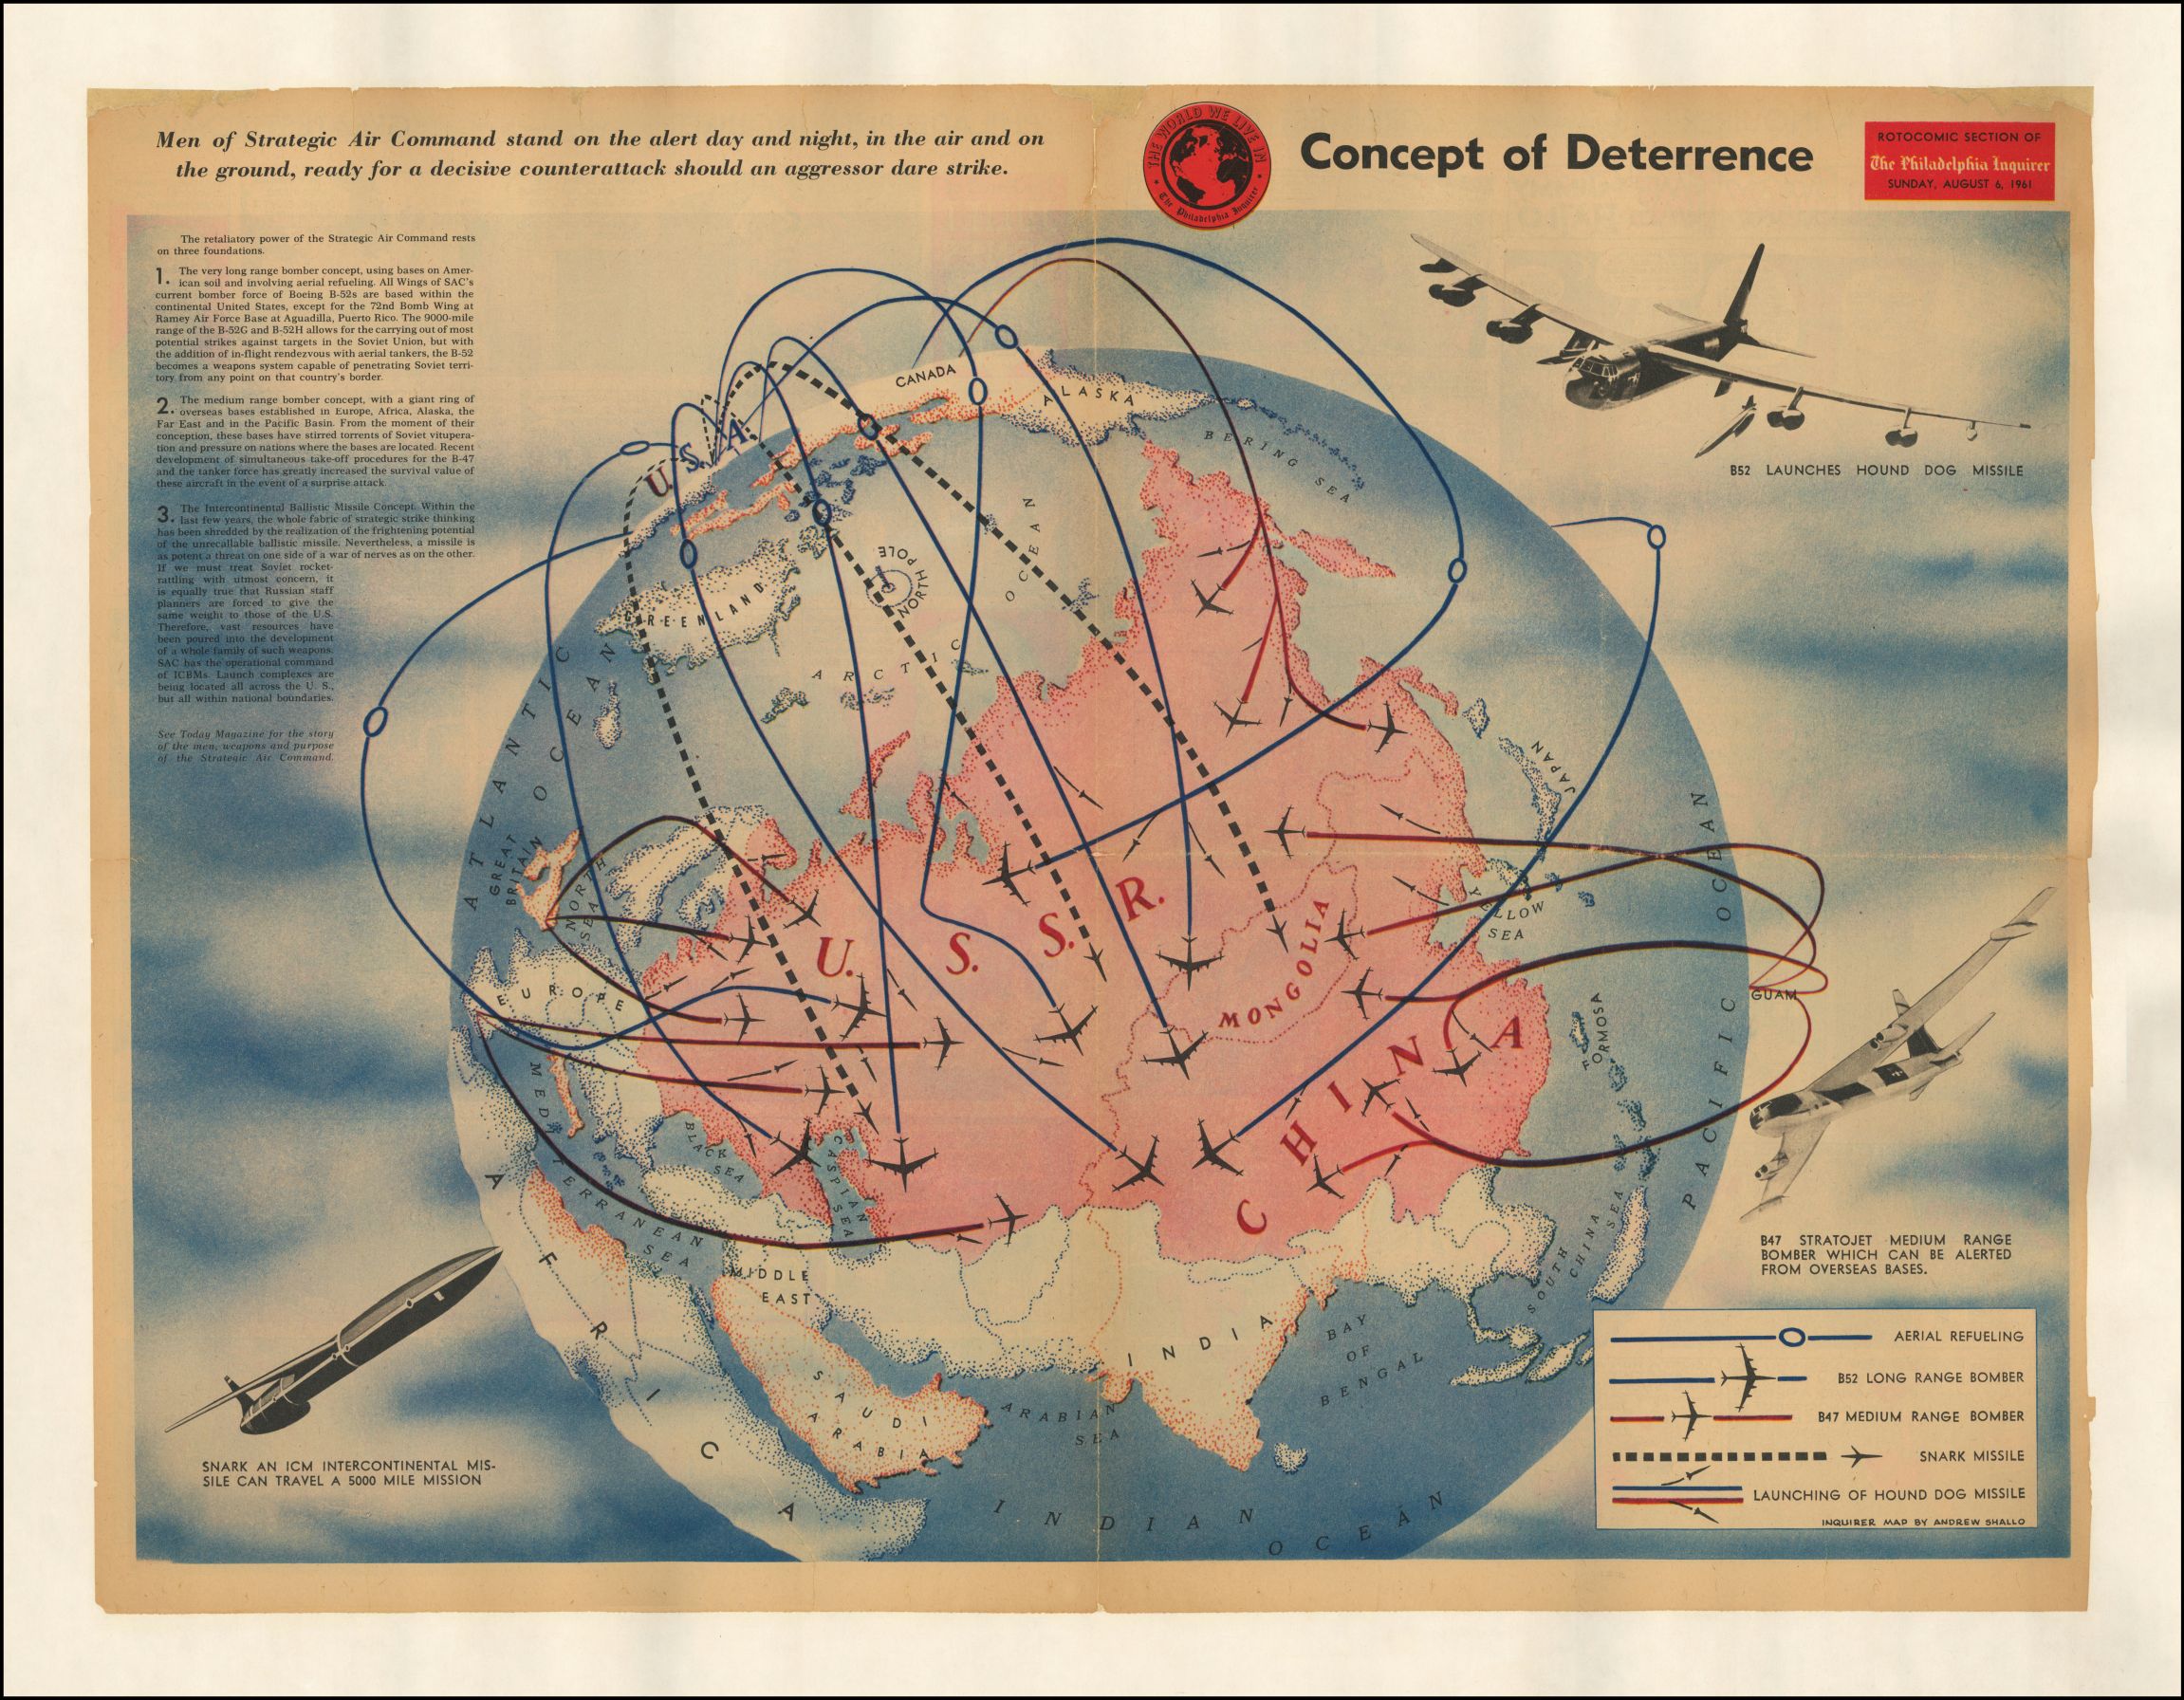 Men of Strategic Air Command stand on the alert day and night, in the air and on
the ground, ready for a decisive counterattack should an aggressor dare strike.
THE WORLD WE LIVE IN
The Philadelphia Inquirer
Concept of Deterrence
ROTOCOMIC SECTION OF
The Philadelphia Inquirer
SUNDAY, AUGUST 6, 1961
The retaliatory power of the Strategic Air Command rests
on three foundations.
1. The very long range bomber concept, using bases on Amer-
ican soil and involving aerial refueling. All Wings of SAC's
current bomber force of Boeing B-52s are based within the
continental United States, except for the 72nd Bomb Wing at
Ramey Air Force Base at Aguadilla, Puerto Rico. The 9000-mile
range of the B-52G and B-52H allows for the carrying out of most
potential strikes against targets in the Soviet Union, but with
the addition of in-flight rendezvous with aerial tankers, the B-52
becomes a weapons system capable of penetrating Soviet terri-
tory from any point on that country's border.
2. The medium range bomber concept, with a giant ring of
overseas bases established in Europe, Africa, Alaska, the
Far East and in the Pacific Basin. From the moment of their
conception, these bases have stirred torrents of Soviet vitupera-
tion and pressure on nations where the bases are located. Recent
development of simultaneous take-off procedures for the B-47
and the tanker force has greatly increased the survival value of
these aircraft in the event of a surprise attack.
3. The Intercontinental Ballistic Missile Concept. Within the
last few years, the whole fabric of strategic strike thinking
has been shredded by the realization of the frightening potential
of the unrecallable ballistic missile. Nevertheless, a missile is
as potent a threat on one side of a war of nerves as on the other.
If we must treat Soviet rocket-
rattling with utmost concern, it
is equally true that Russian staff
planners are forced to give the
same weight to those of the U.S.
Therefore, vast resources have
been poured into the development
of a whole family of such weapons.
SAC has the operational command
of ICBMs. Launch complexes are
being located all across the U. S.,
but all within national boundaries.
See Today Magazine for the story
of the men, weapons and purpose
of the Strategic Air Command.
B52 LAUNCHES HOUND DOG MISSILE
CANADA
ALASKA
U. S. A.
BERING SEA
NORTH POLE
GREENLAND
ARCTIC OCEAN
ATLANTIC OCEAN
JAPAN
GREAT
BRITAIN
NORTH
SEA
U. S. S. R.
YELLOW
SEA
MONGOLIA
EUROPE
GUAM
FORMOSA
CHINA
PACIFIC OCEAN
BLACK
SEA
CASPIAN
SEA
MEDITERRANEAN
SEA
AFRICA
MIDDLE
EAST
SOUTH
CHINA SEA
INDIA
BAY
OF
BENGAL
SAUDI
ARABIA
ARABIAN
SEA
INDIAN OCEAN
B47 STRATOJET MEDIUM RANGE
BOMBER WHICH CAN BE ALERTED
FROM OVERSEAS BASES.
SNARK AN ICM INTERCONTINENTAL MIS-
SILE CAN TRAVEL A 5000 MILE MISSION
AERIAL REFUELING
B52 LONG RANGE BOMBER
B47 MEDIUM RANGE BOMBER
SNARK MISSILE
LAUNCHING OF HOUND DOG MISSILE
INQUIRER MAP BY ANDREW SHALLO